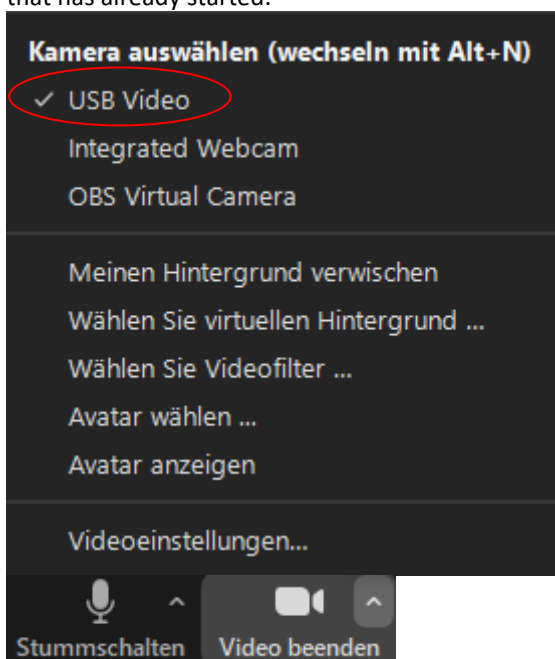 that has already started.
Kamera auswählen (wechseln mit Alt+N)
USB Video
Integrated Webcam
OBS Virtual Camera
Meinen Hintergrund verwischen
Wählen Sie virtuellen Hintergrund ...
Wählen Sie Videofilter ...
Avatar wählen ...
Avatar anzeigen
Videoeinstellungen...
Stummschalten Video beenden